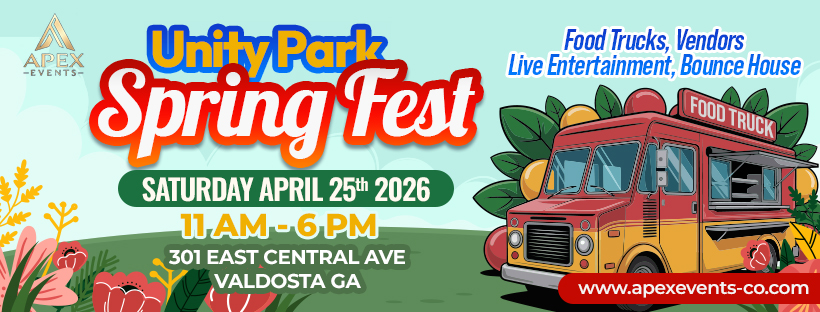 APEX
-EVENTS-
Unity Park
Spring Fest
Food Trucks, Vendors
Live Entertainment, Bounce House
FOOD TRUCK
SATURDAY APRIL 25th 2026
11 AM - 6 PM
301 EAST CENTRAL AVE
VALDOSTA GA
www.apexevents-co.com